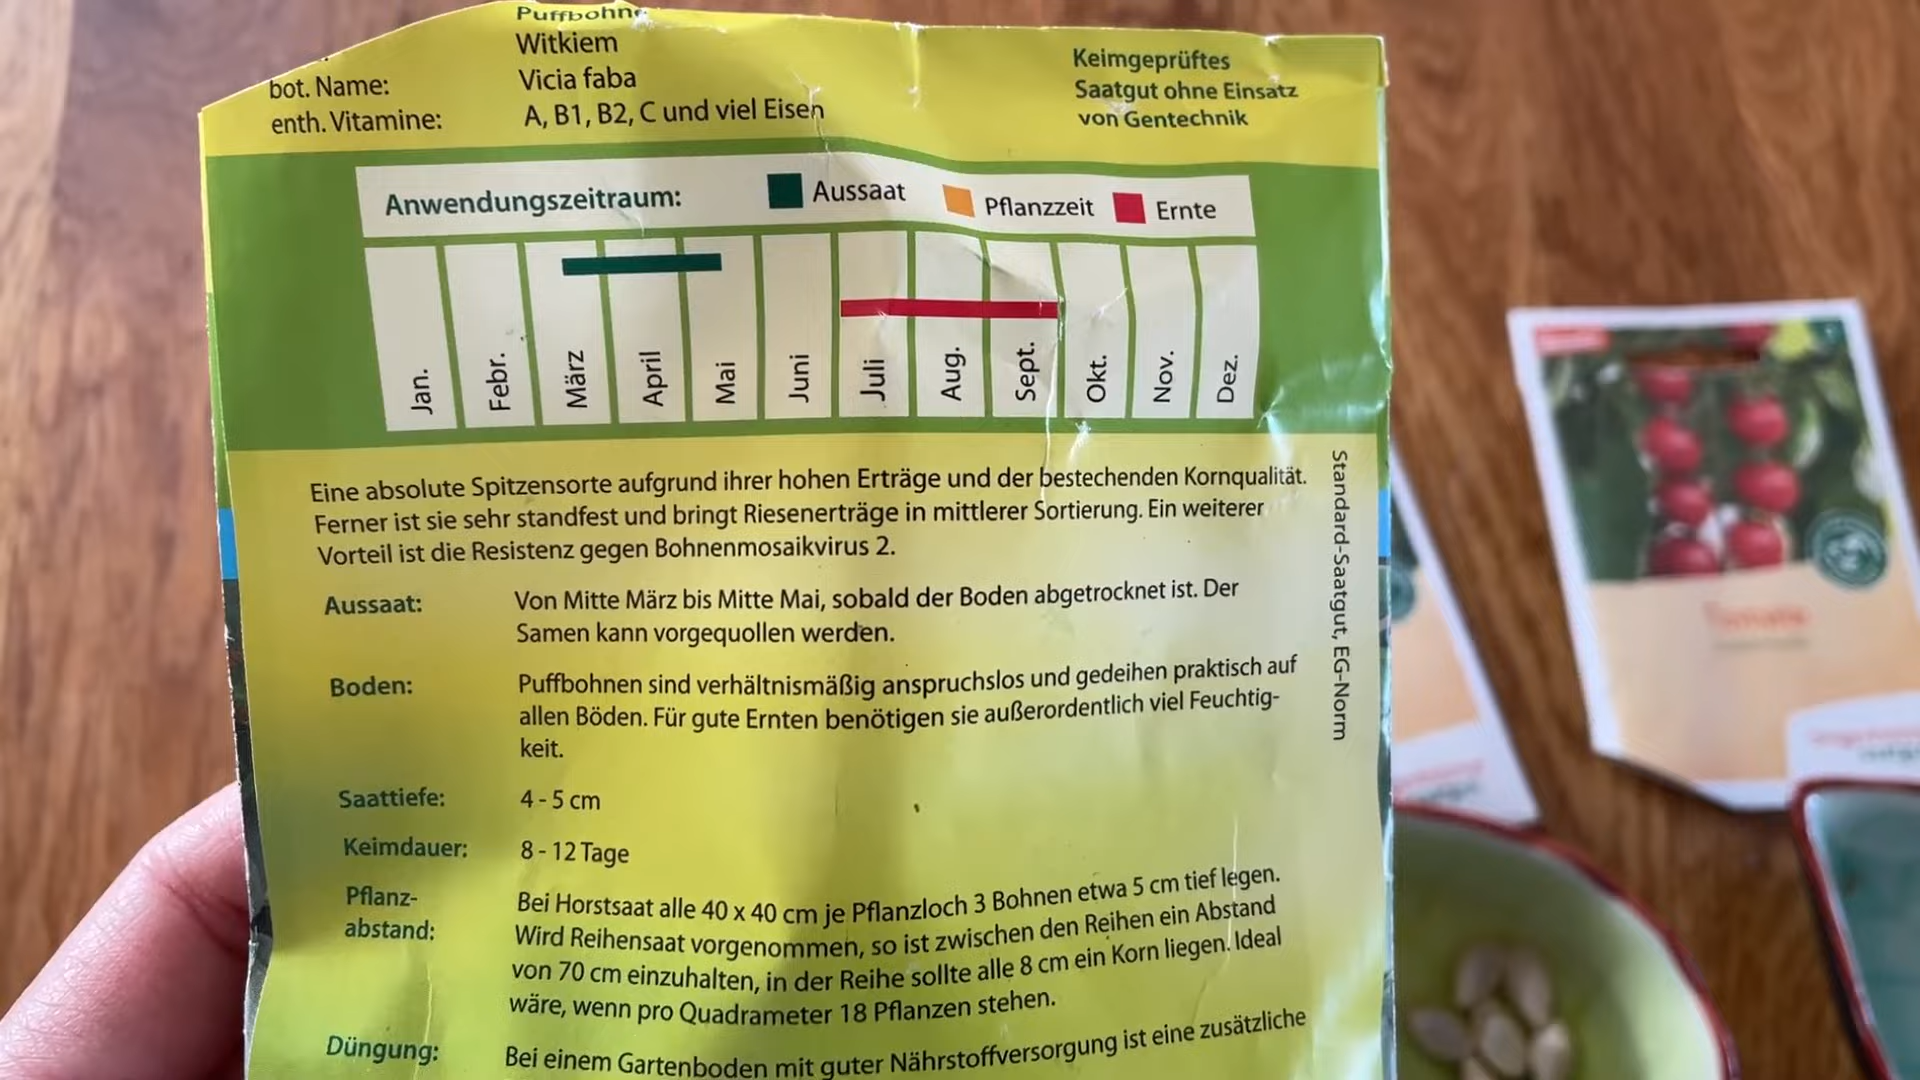 Puffbohne
Witkiem
bot. Name: Vicia faba
enth. Vitamine: A, B1, B2, C und viel Eisen
Keimgeprüftes
Saatgut ohne Einsatz
von Gentechnik
Anwendungszeitraum: Aussaat Pflanzzeit Ernte
Jan. Febr. März April Mai Juni Juli Aug. Sept. Okt. Nov. Dez.
Eine absolute Spitzensorte aufgrund ihrer hohen Erträge und der bestechenden Kornqualität.
Ferner ist sie sehr standfest und bringt Riesenerträge in mittlerer Sortierung. Ein weiterer
Vorteil ist die Resistenz gegen Bohnenmosaikvirus 2.
Aussaat: Von Mitte März bis Mitte Mai, sobald der Boden abgetrocknet ist. Der
Samen kann vorgequollen werden.
Boden: Puffbohnen sind verhältnismäßig anspruchslos und gedeihen praktisch auf
allen Böden. Für gute Ernten benötigen sie außerordentlich viel Feuchtig-
keit.
Saattiefe: 4 - 5 cm
Keimdauer: 8 - 12 Tage
Pflanz-
abstand:
Bei Horstsaat alle 40 x 40 cm je Pflanzloch 3 Bohnen etwa 5 cm tief legen.
Wird Reihensaat vorgenommen, so ist zwischen den Reihen ein Abstand
von 70 cm einzuhalten, in der Reihe sollte alle 8 cm ein Korn liegen. Ideal
wäre, wenn pro Quadrameter 18 Pflanzen stehen.
Düngung: Bei einem Gartenboden mit guter Nährstoffversorgung ist eine zusätzliche
Standard-Saatgut, EG-Norm
Tomate